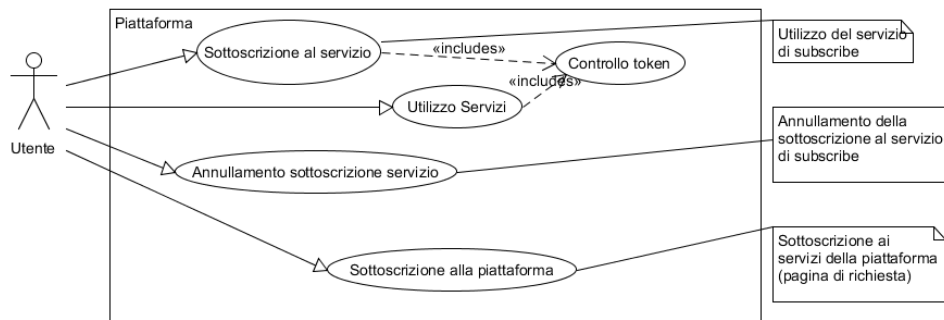 Piattaforma
Utilizzo del servizio
di subscribe
Sottoscrizione al servizio
«includes»
Controllo token
«includes»
Utilizzo Servizi
Utente
Annullamento della
sottoscrizione al servizio
di subscribe
Annullamento sottoscrizione servizio
Sottoscrizione ai
servizi della piattaforma
(pagina di richiesta)
Sottoscrizione alla piattaforma